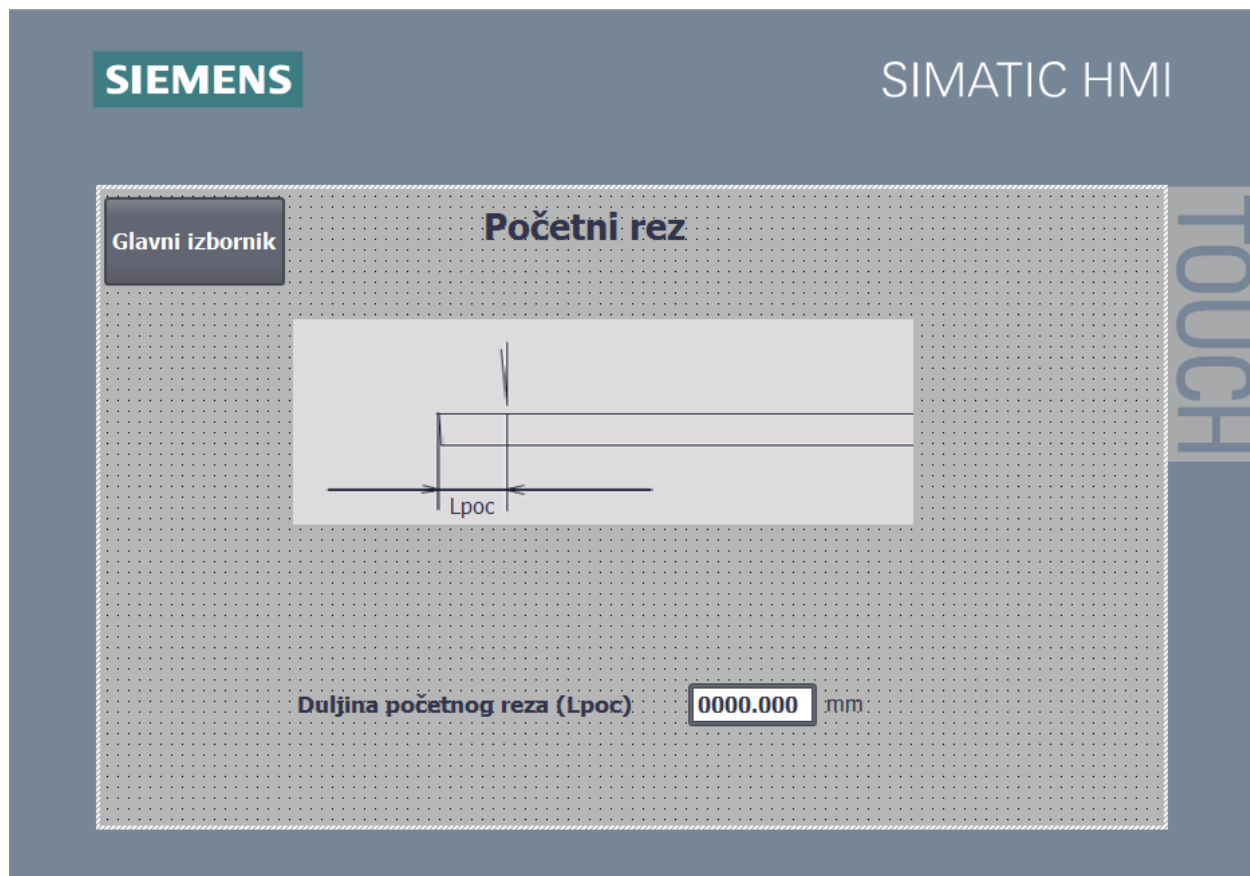 SIEMENS
SIMATIC HMI
TOUCH
Glavni izbornik
Početni rez
Lpoc
Duljina početnog reza (Lpoc)
0000.000 mm